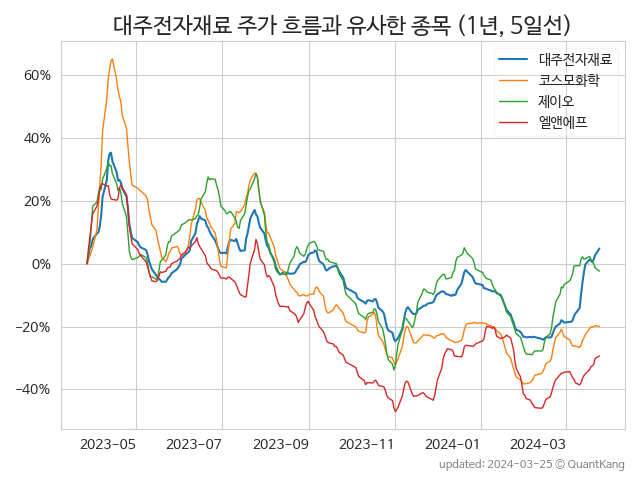 대주전자재료 주가 흐름과 유사한 종목 (1년, 5일선)
대주전자재료
코스모화학
제이오
엘앤에프
60%
40%
20%
0%
−20%
−40%
2023-05 2023-07 2023-09 2023-11 2024-01 2024-03
updated: 2024-03-25 © QuantKang